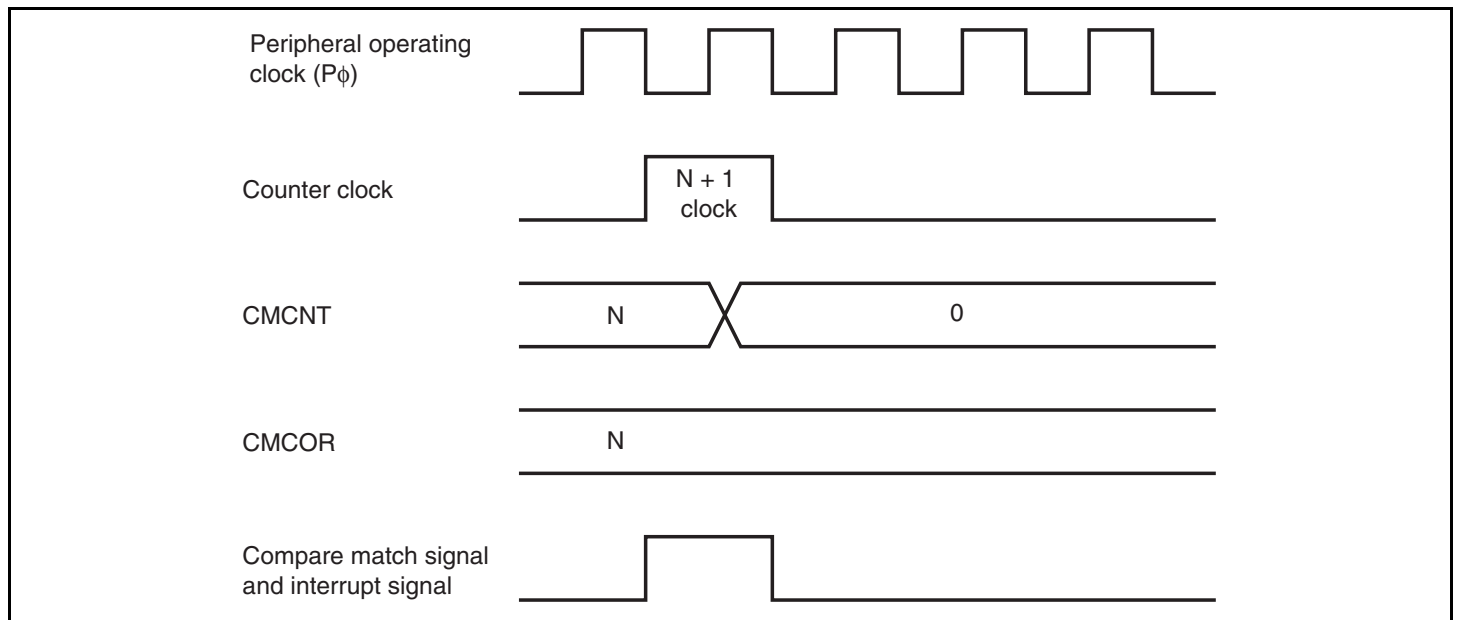 Peripheral operating
clock (Pϕ)
Counter clock
N + 1
clock
CMCNT
N
0
CMCOR
N
Compare match signal
and interrupt signal